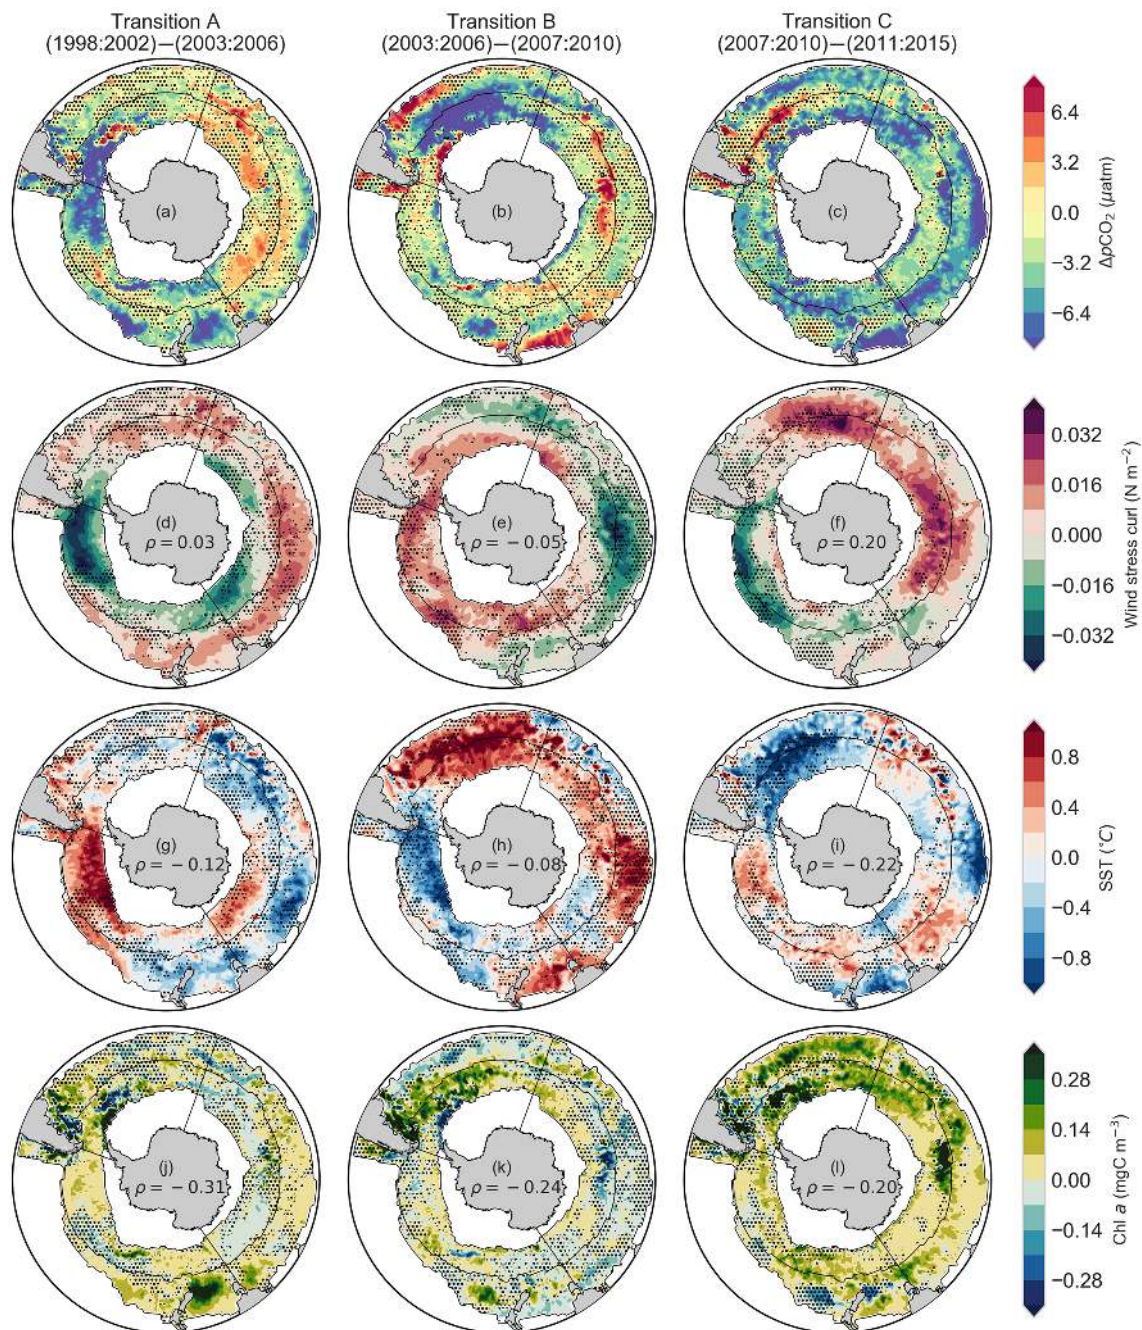 Transition A
(1998:2002)−(2003:2006)
Transition B
(2003:2006)−(2007:2010)
Transition C
(2007:2010)−(2011:2015)
(a)
(b)
(c)
6.4
3.2
0.0
−3.2
−6.4
ΔpCO₂ (μatm)
(d)
ρ = 0.03
(e)
ρ = −0.05
(f)
ρ = 0.20
0.032
0.016
0.000
−0.016
−0.032
Wind stress curl (N m⁻²)
(g)
ρ = −0.12
(h)
ρ = −0.08
(i)
ρ = −0.22
0.8
0.4
0.0
−0.4
−0.8
SST (°C)
(j)
ρ = −0.31
(k)
ρ = −0.24
(l)
ρ = −0.20
0.28
0.14
0.00
−0.14
−0.28
Chl a (mgC m⁻³)